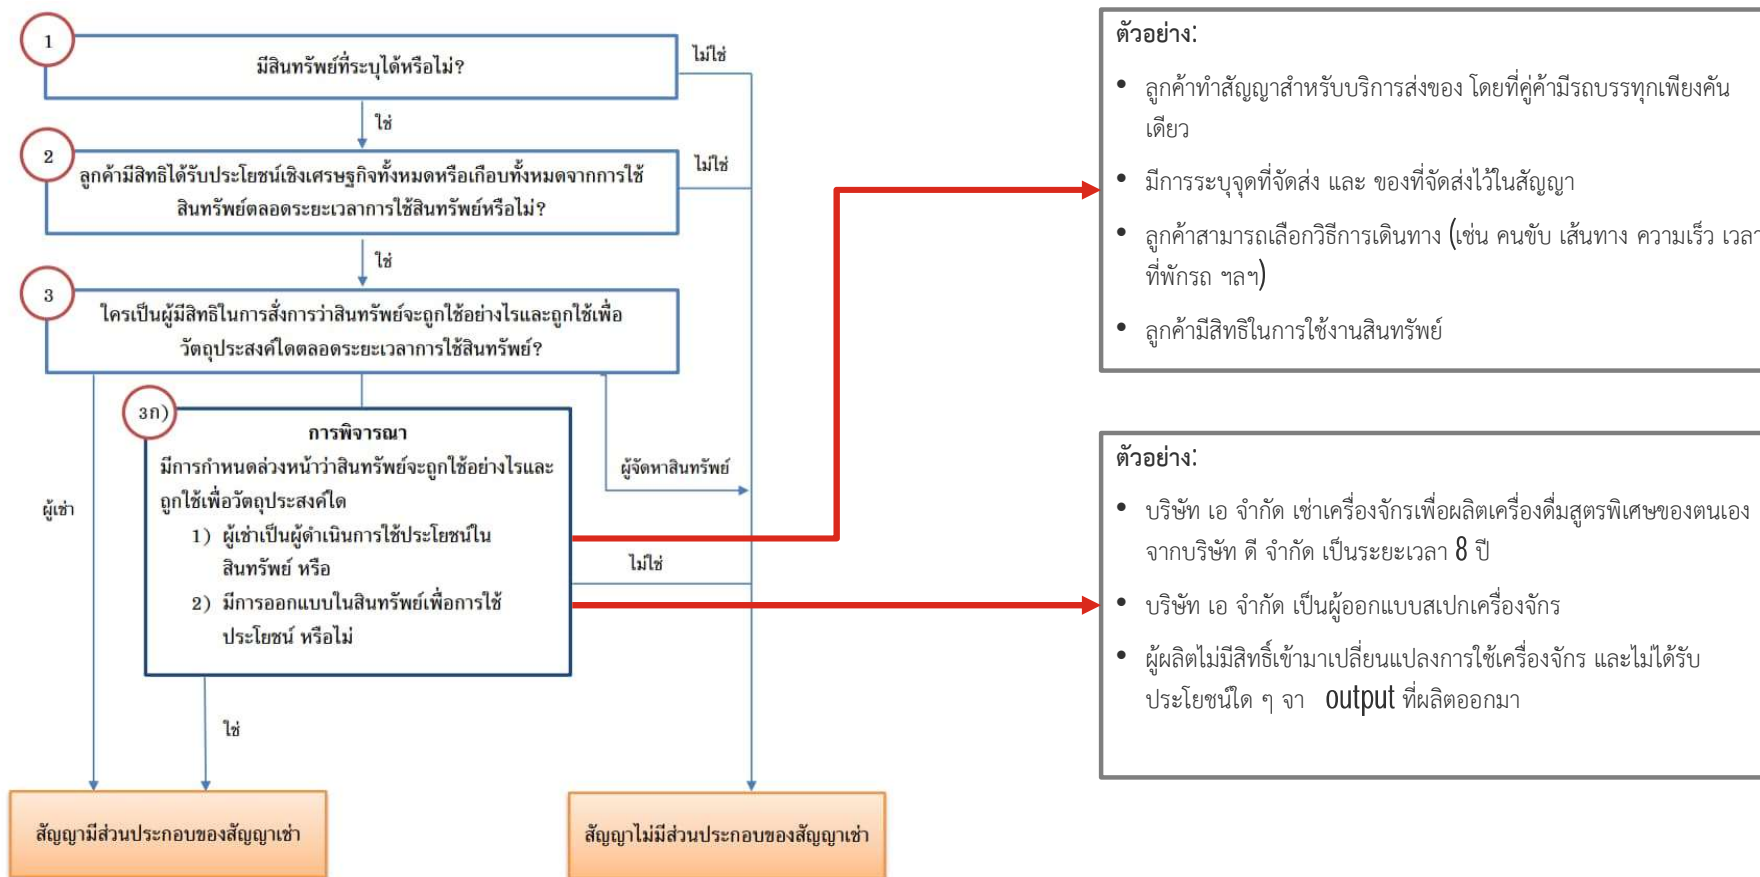 1
มีสินทรัพย์ที่ระบุได้หรือไม่?
ไม่ใช่
ใช่
2
ลูกค้ามีสิทธิได้รับประโยชน์เชิงเศรษฐกิจทั้งหมดหรือเกือบทั้งหมดจากการใช้
สินทรัพย์ตลอดระยะเวลาการใช้สินทรัพย์หรือไม่?
ไม่ใช่
ใช่
3
ใครเป็นผู้มีสิทธิในการสั่งการว่าสินทรัพย์จะถูกใช้อย่างไรและถูกใช้เพื่อ
วัตถุประสงค์ใดตลอดระยะเวลาการใช้สินทรัพย์?
3ก)
การพิจารณา
มีการกำหนดล่วงหน้าว่าสินทรัพย์จะถูกใช้อย่างไรและ
ถูกใช้เพื่อวัตถุประสงค์ใด
1) ผู้เช่าเป็นผู้ดำเนินการใช้ประโยชน์ใน
สินทรัพย์ หรือ
2) มีการออกแบบในสินทรัพย์เพื่อการใช้
ประโยชน์ หรือไม่
ผู้เช่า
ผู้จัดหาสินทรัพย์
ไม่ใช่
ใช่
สัญญามีส่วนประกอบของสัญญาเช่า
สัญญาไม่มีส่วนประกอบของสัญญาเช่า
ตัวอย่าง:
• ลูกค้าทำสัญญาสำหรับบริการส่งของ โดยที่คู่ค้ามีรถบรรทุกเพียงคัน
เดียว
• มีการระบุจุดที่จัดส่ง และ ของที่จัดส่งไว้ในสัญญา
• ลูกค้าสามารถเลือกวิธีการเดินทาง (เช่น คนขับ เส้นทาง ความเร็ว เวลา
ที่พักรถ ฯลฯ)
• ลูกค้ามีสิทธิในการใช้งานสินทรัพย์
ตัวอย่าง:
• บริษัท เอ จำกัด เช่าเครื่องจักรเพื่อผลิตเครื่องดื่มสูตรพิเศษของตนเอง
จากบริษัท ดี จำกัด เป็นระยะเวลา 8 ปี
• บริษัท เอ จำกัด เป็นผู้ออกแบบสเปกเครื่องจักร
• ผู้ผลิตไม่มีสิทธิ์เข้ามาเปลี่ยนแปลงการใช้เครื่องจักร และไม่ได้รับ
ประโยชน์ใด ๆ จา output ที่ผลิตออกมา